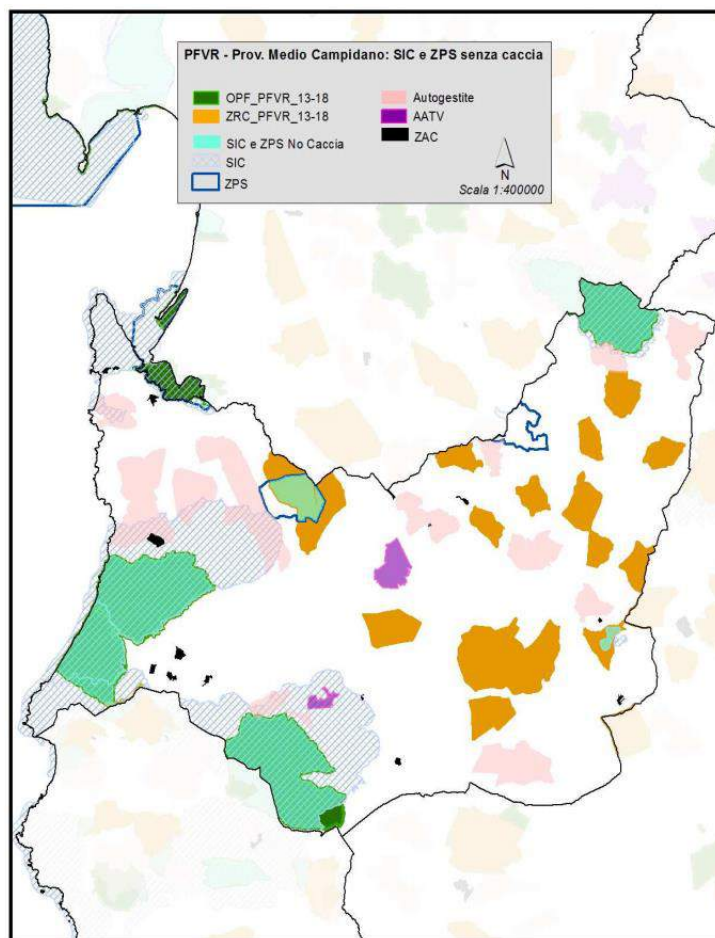 PFVR - Prov. Medio Campidano: SIC e ZPS senza caccia
OPF_PFVR_13-18
ZRC_PFVR_13-18
SIC e ZPS No Caccia
SIC
ZPS
Autogestite
AATV
ZAC
N
Scala 1:400000